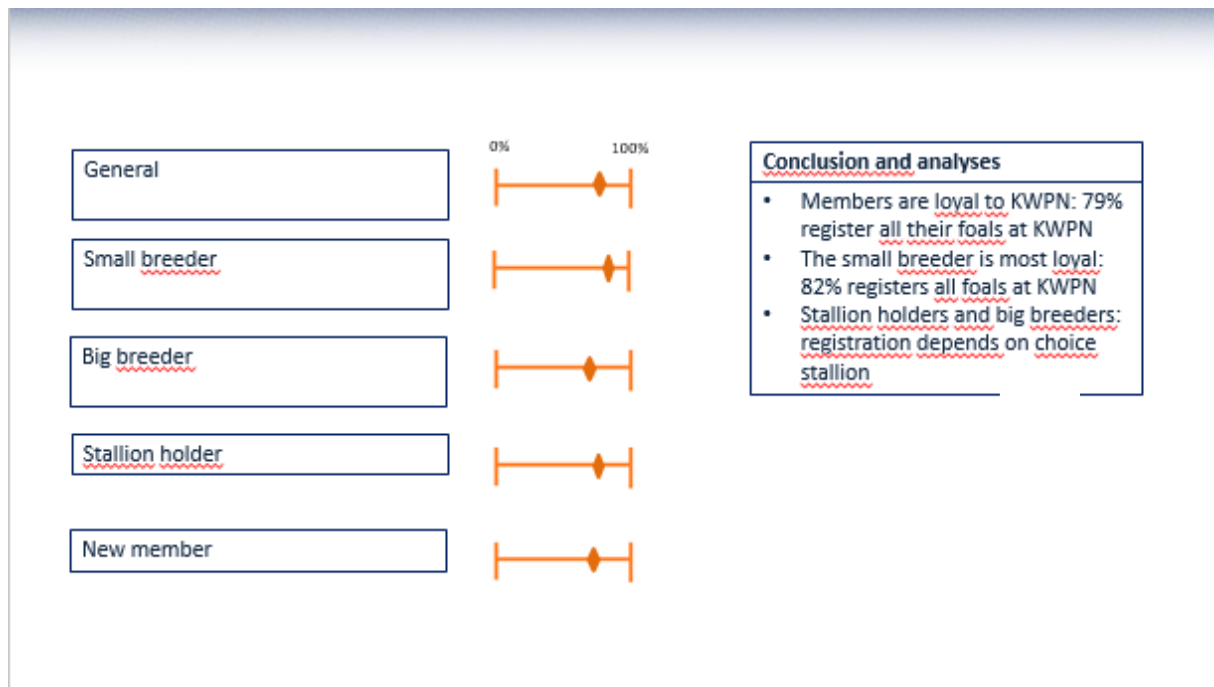 General
Small breeder
Big breeder
Stallion holder
New member
0% 100%
Conclusion and analyses
• Members are loyal to KWPN: 79%
register all their foals at KWPN
• The small breeder is most loyal:
82% registers all foals at KWPN
• Stallion holders and big breeders:
registration depends on choice
stallion